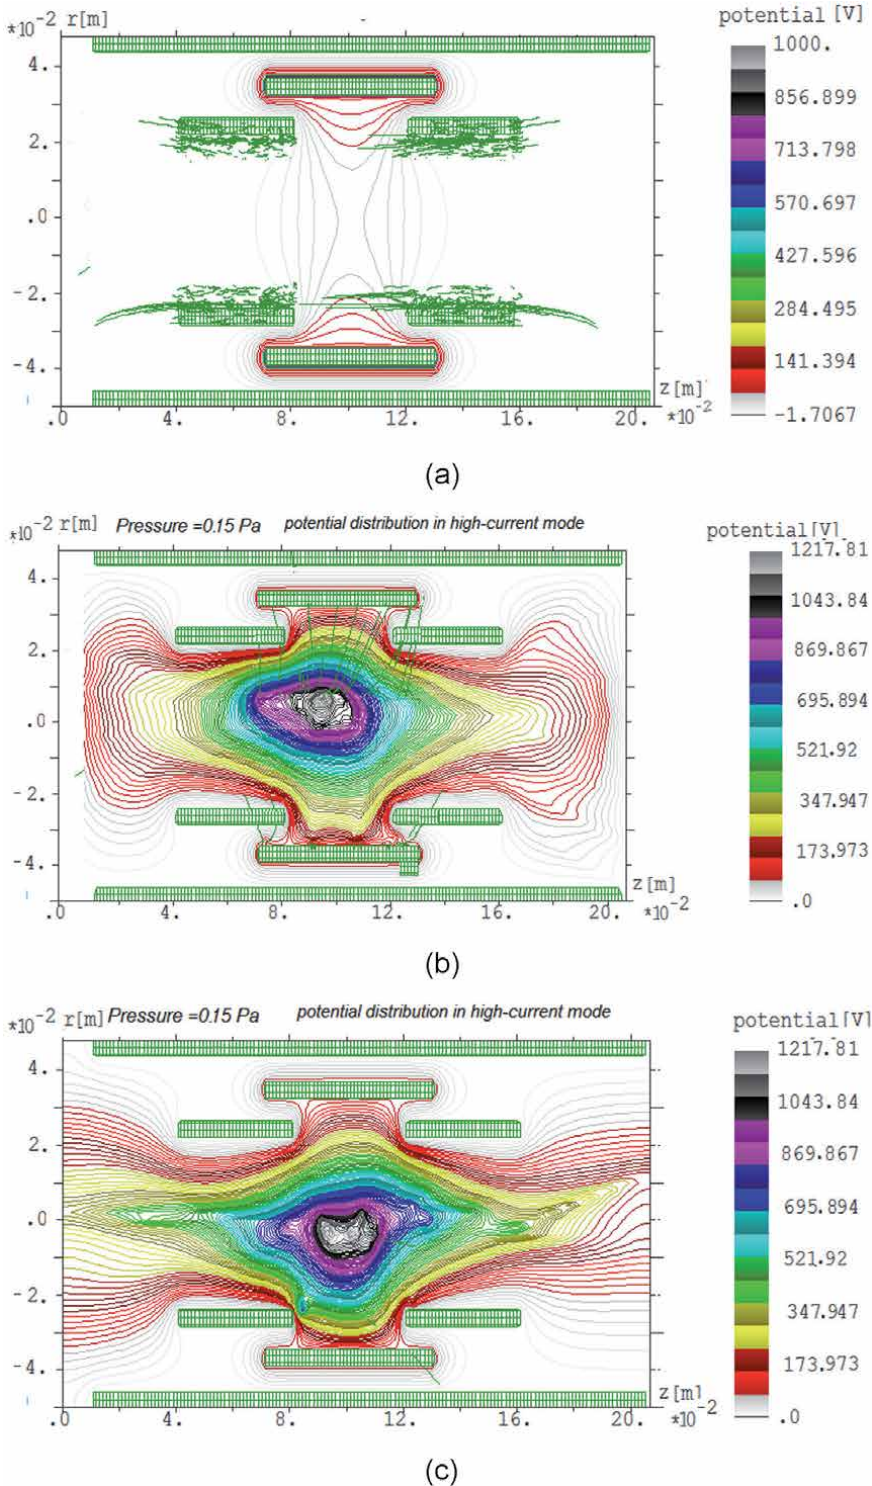 *10-2 r[m]
potential [V]
4.
2.
.0
-2.
-4.
1000.
856.899
713.798
570.697
427.596
284.495
141.394
-1.7067
z[m]
.0 4. 8. 12. 16. 20. *10-2
(a)
*10-2 r[m] Pressure =0.15 Pa potential distribution in high-current mode
potential[V].
4.
2.
.0
-2.
-4.
1217.81
1043.84
869.867
695.894
521.92
347.947
173.973
.0
z[m]
.0 4. 8. 12. 16. 20. *10-2
(b)
*10-2 r[m] Pressure =0.15 Pa potential distribution in high-current mode
potential[V]
4.
2.
.0
-2.
-4.
1217.81
1043.84
869.867
695.894
521.92
347.947
173.973
.0
z[m]
.0 4. 8. 12. 16. 20. *10-2
(c)